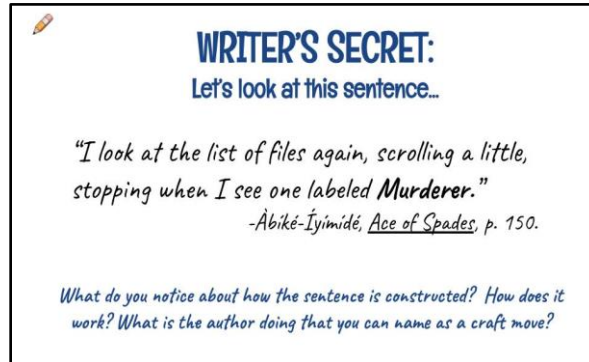 WRITER'S SECRET:
Let's look at this sentence...
"I look at the list of files again, scrolling a little,
stopping when I see one labeled Murderer."
-Àbíké-Íyímídé, Ace of Spades, p. 150.
What do you notice about how the sentence is constructed? How does it
work? What is the author doing that you can name as a craft move?